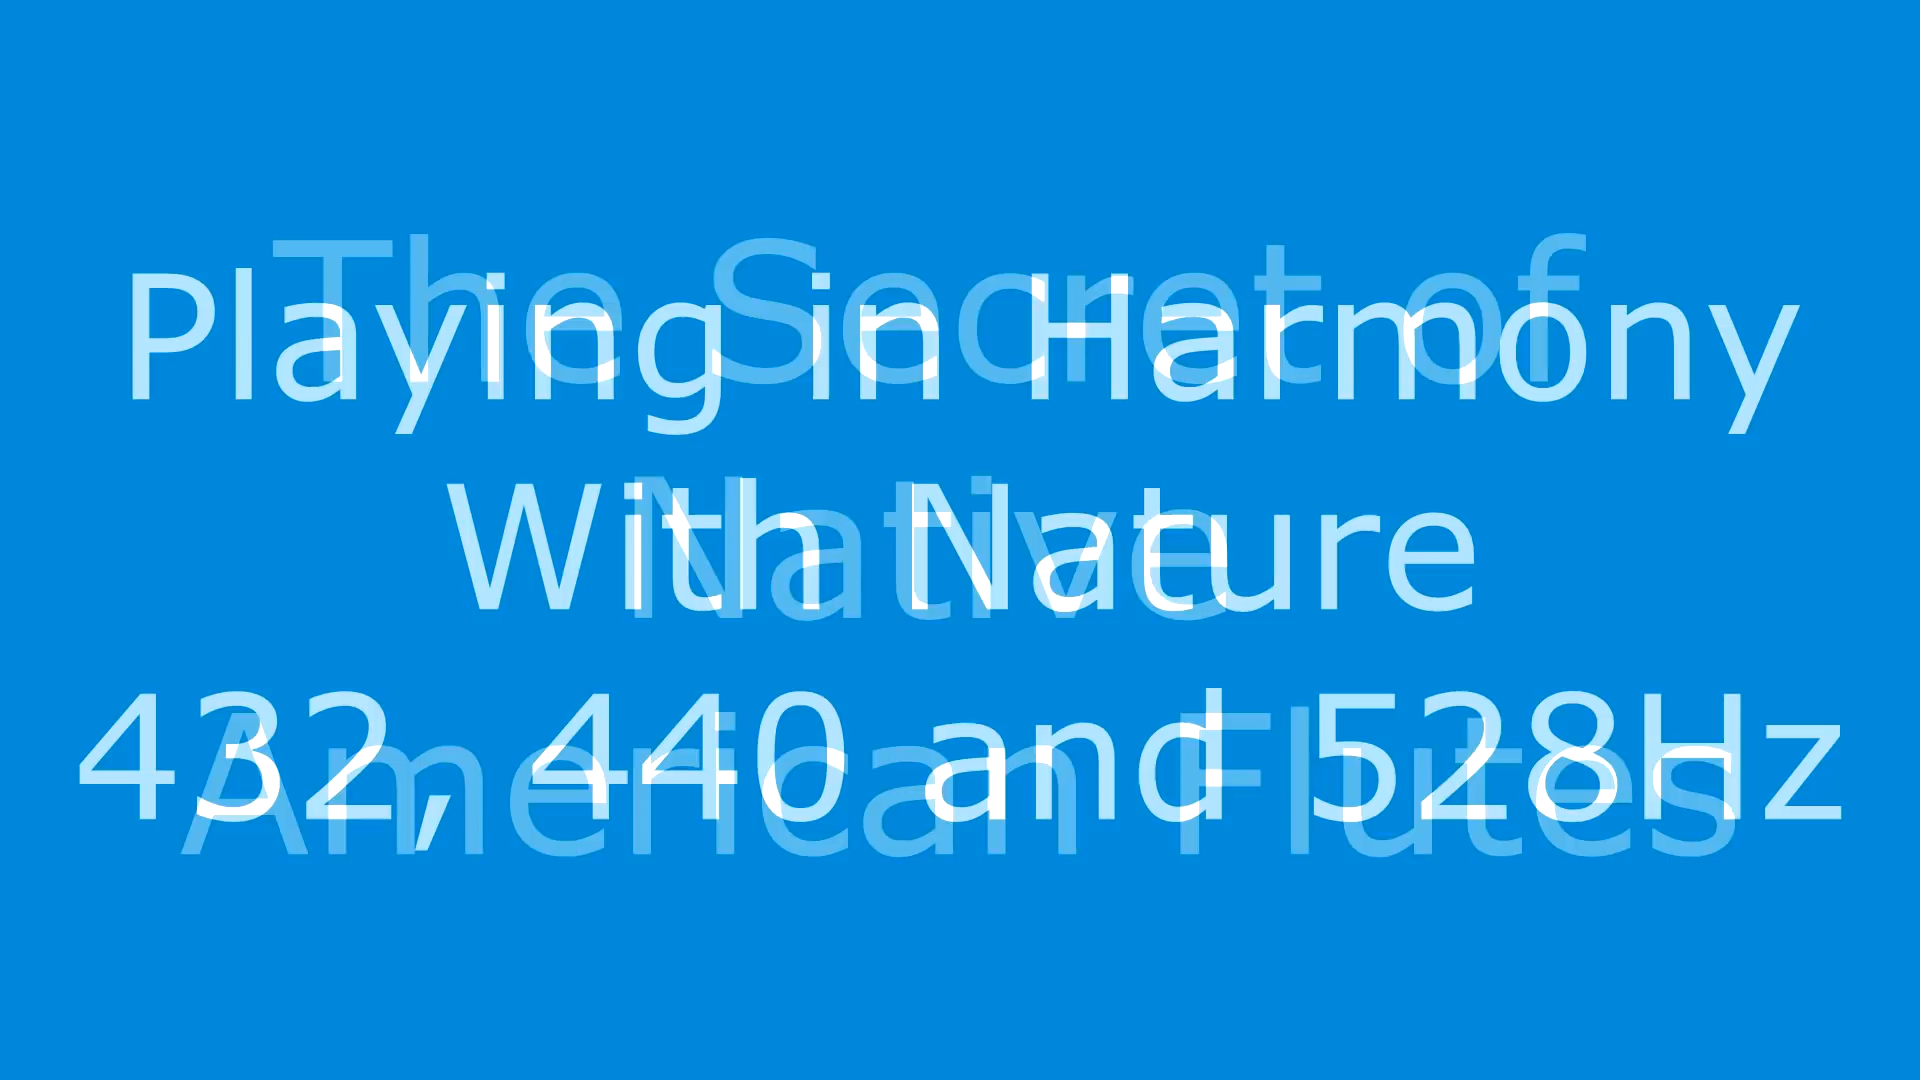 The Secret of
Native
American Flutes
Playing in Harmony
With Nature
432, 440 and 528Hz